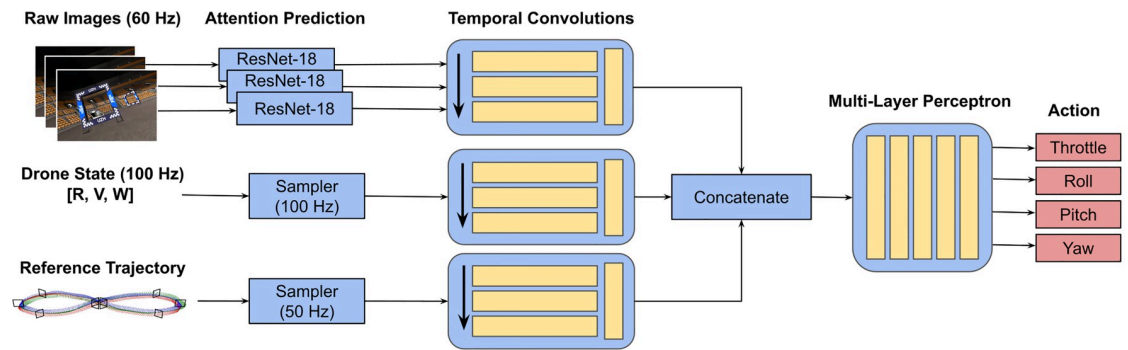 Raw Images (60 Hz)
Attention Prediction
Temporal Convolutions
ResNet-18
ResNet-18
ResNet-18
Multi-Layer Perceptron
Action
Throttle
Roll
Pitch
Yaw
Drone State (100 Hz)
[R, V, W]
Sampler
(100 Hz)
Concatenate
Reference Trajectory
Sampler
(50 Hz)